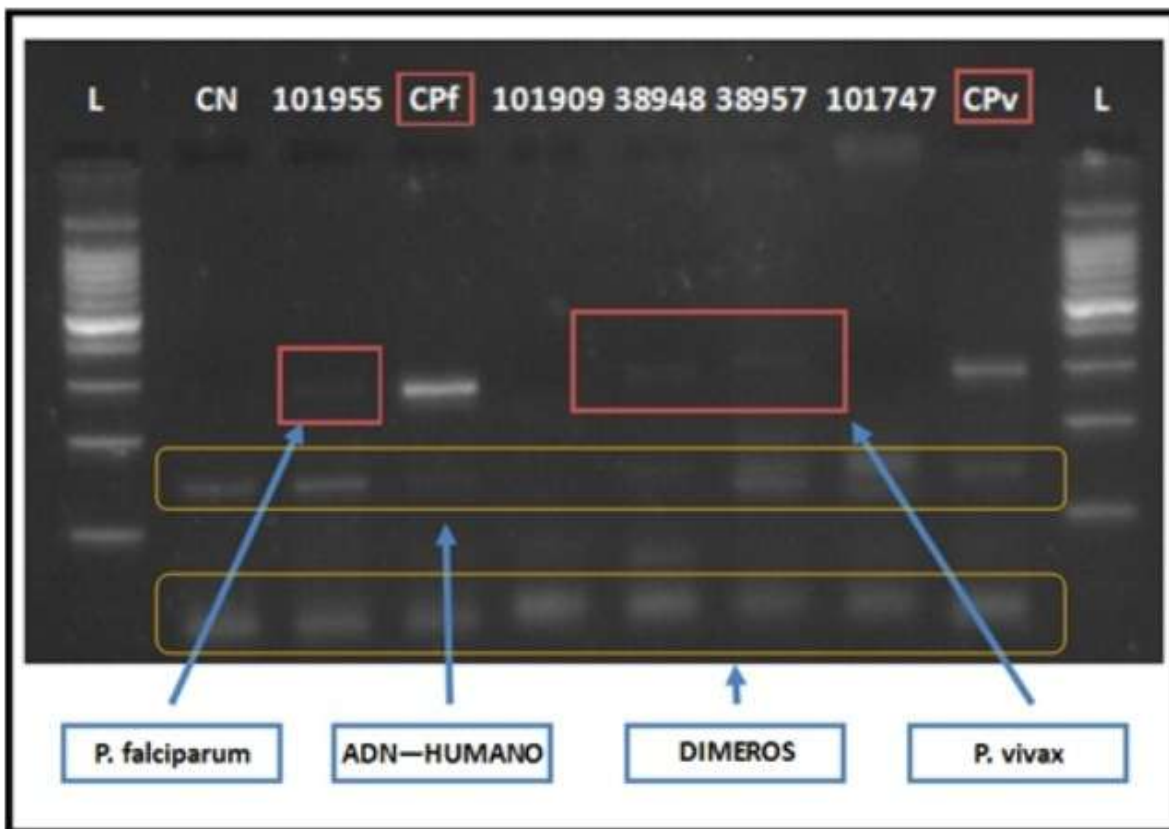 L CN 101955 CPf 101909 38948 38957 101747 CPv L
P. falciparum ADN—HUMANO DIMEROS P. vivax